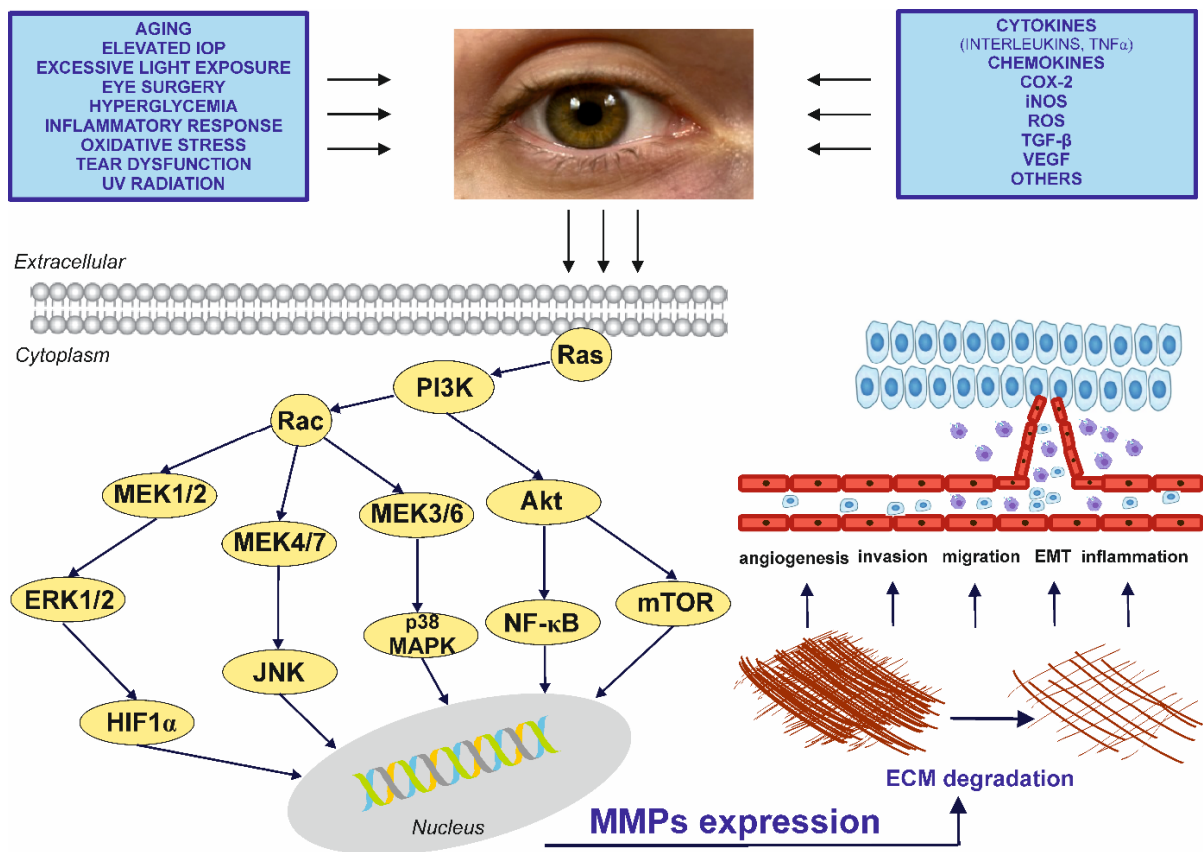 AGING
ELEVATED IOP
EXCESSIVE LIGHT EXPOSURE
EYE SURGERY
HYPERGLYCEMIA
INFLAMMATORY RESPONSE
OXIDATIVE STRESS
TEAR DYSFUNCTION
UV RADIATION
CYTOKINES
(INTERLEUKINS, TNFα)
CHEMOKINES
COX-2
iNOS
ROS
TGF-β
VEGF
OTHERS
Extracellular
Cytoplasm
Ras
PI3K
Rac
MEK1/2
MEK4/7
MEK3/6
Akt
ERK1/2
JNK
p38
MAPK
NF-κB
mTOR
HIF1α
Nucleus
angiogenesis invasion migration EMT inflammation
ECM degradation
MMPs expression